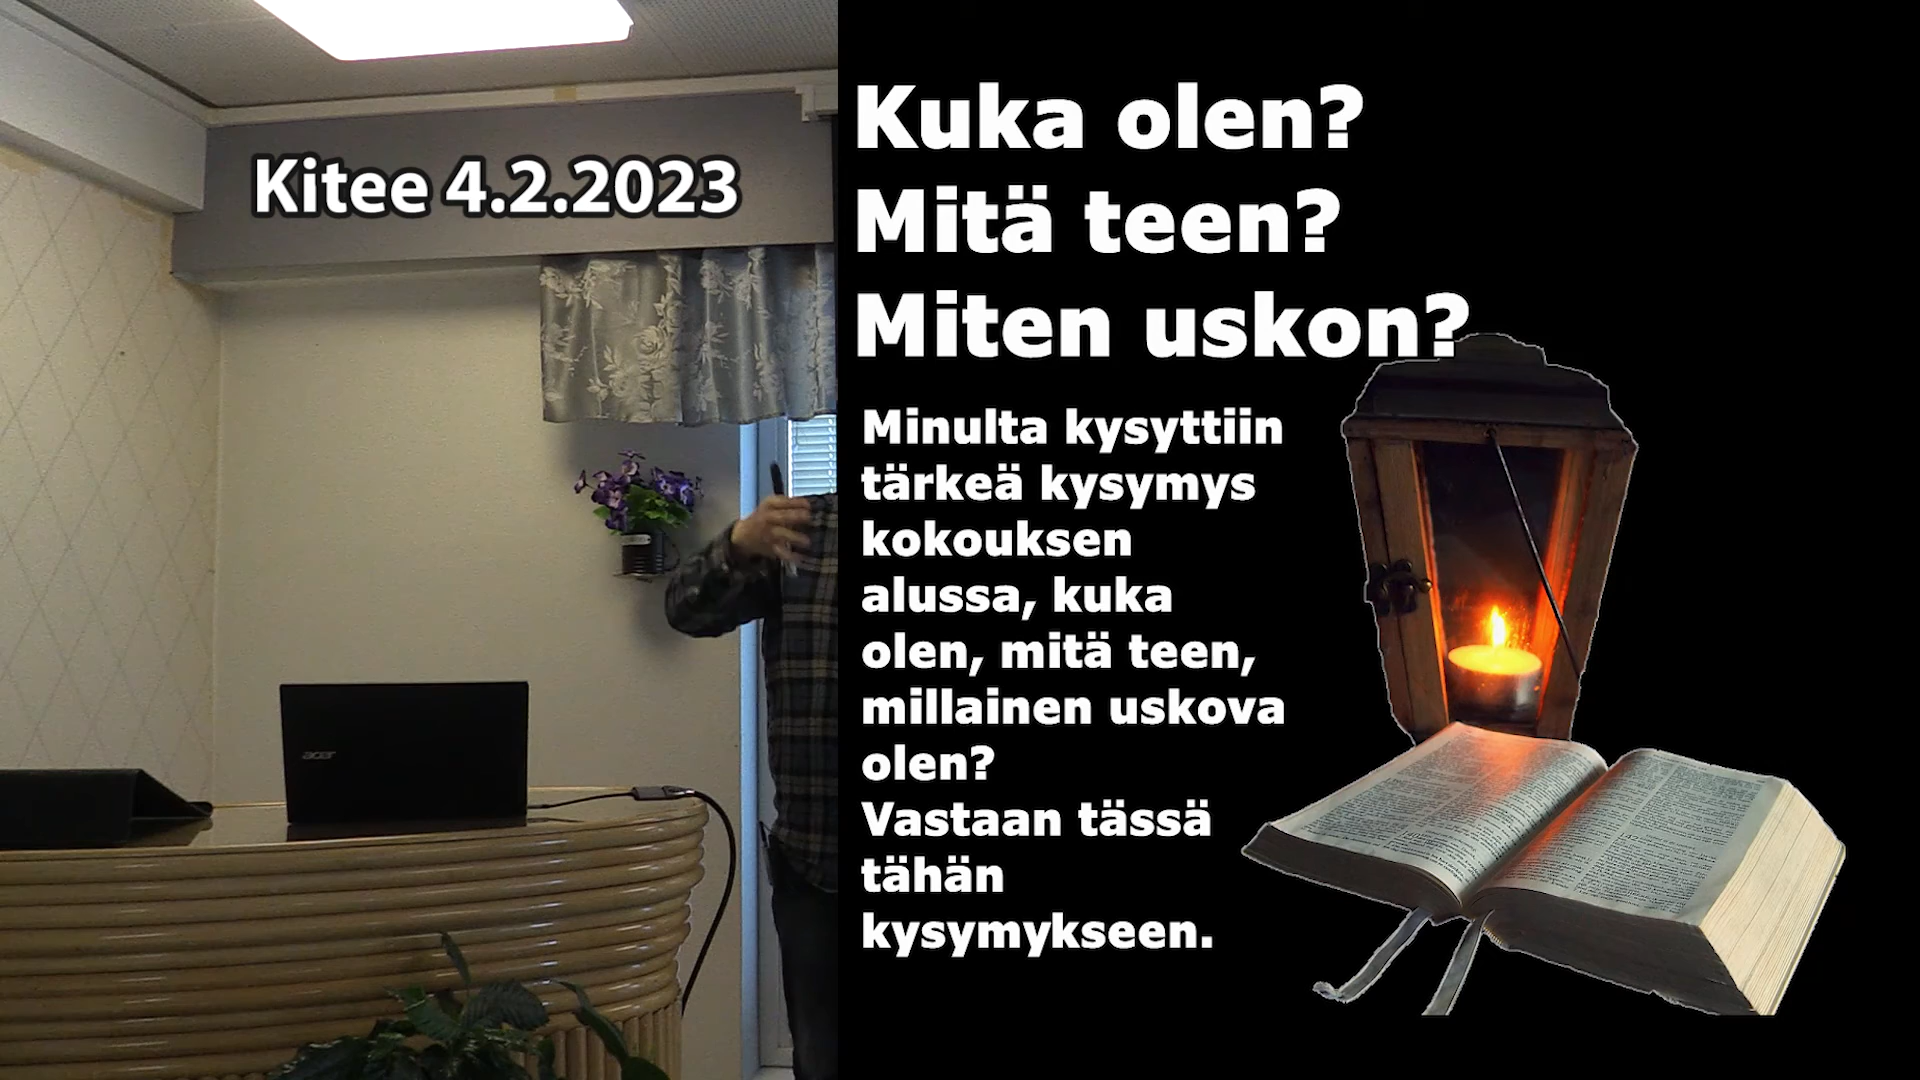 Kitee 4.2.2023
acer
Kuka olen?
Mitä teen?
Miten uskon?
Minulta kysyttiin
tärkeä kysymys
kokouksen
alussa, kuka
olen, mitä teen,
millainen uskova
olen?
Vastaan tässä
tähän
kysymykseen.